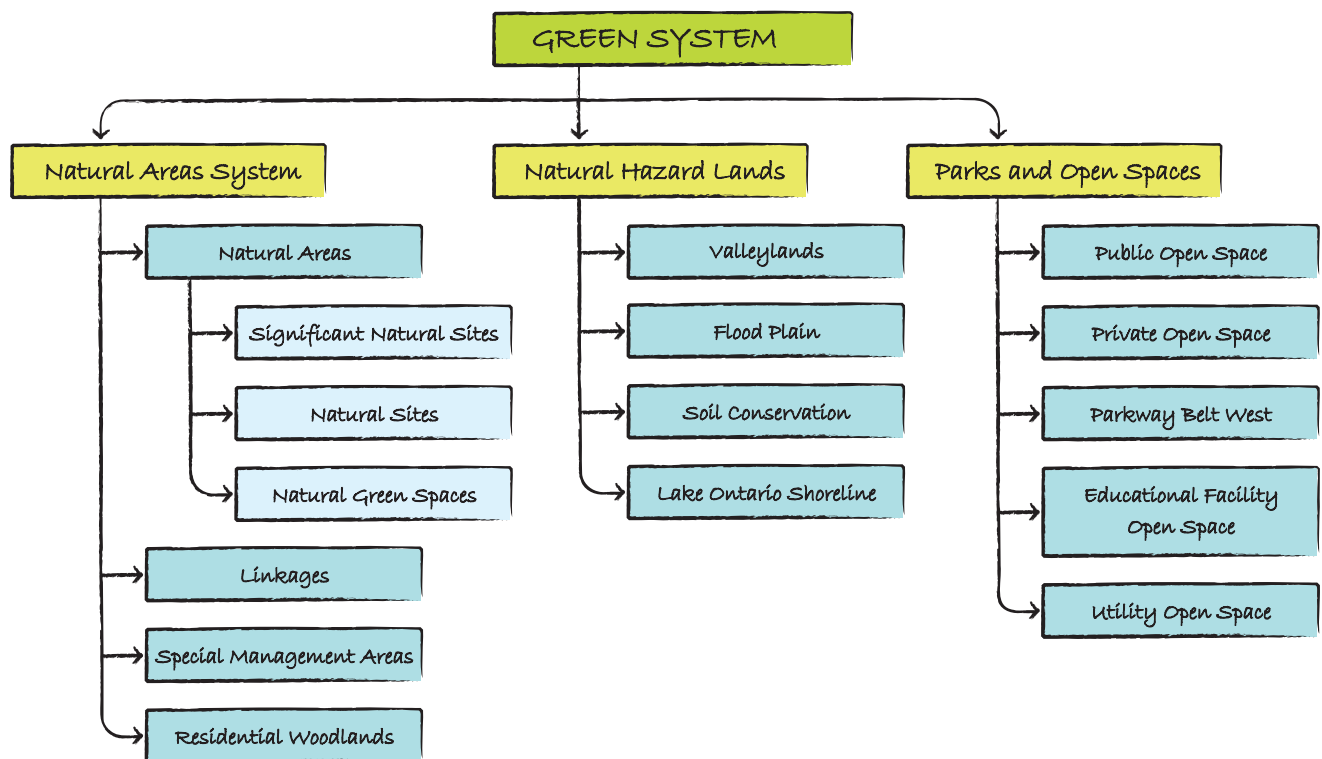 GREEN SYSTEM
Natural Areas System
Natural Areas
Significant Natural Sites
Natural Sites
Natural Green Spaces
Linkages
Special Management Areas
Residential Woodlands
Natural Hazard Lands
Valleylands
Flood Plain
Soil Conservation
Lake Ontario Shoreline
Parks and Open Spaces
Public Open Space
Private Open Space
Parkway Belt West
Educational Facility
Open Space
Utility Open Space